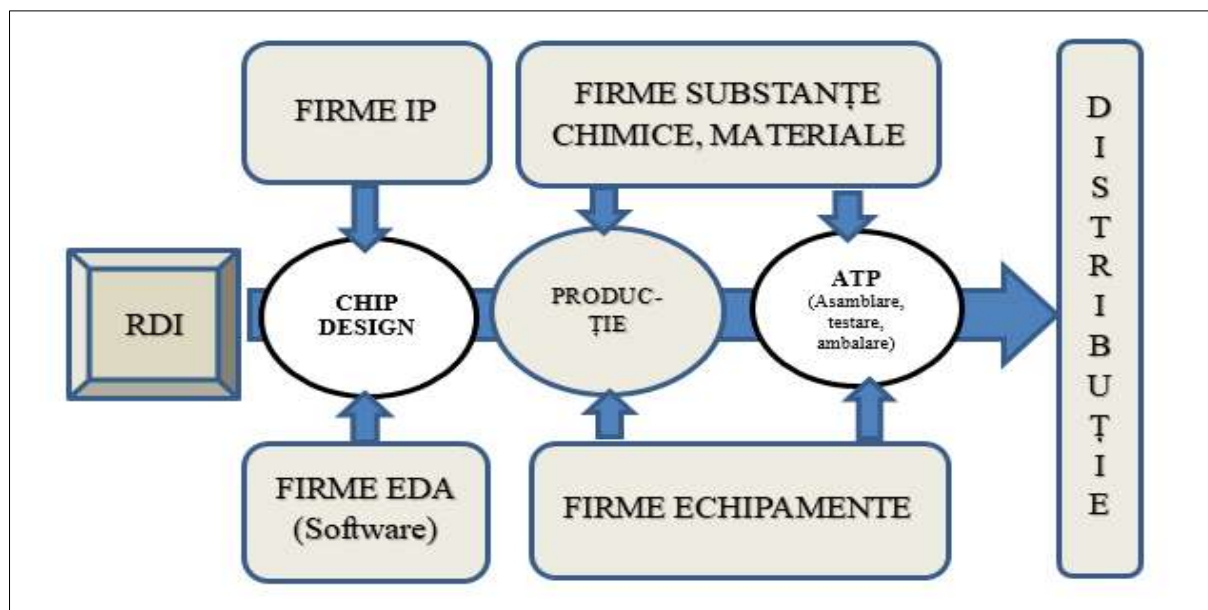 FIRME IP
FIRME SUBSTANȚE
CHIMICE, MATERIALE
RDI
CHIP
DESIGN
PRODUC-
ȚIE
ATP
(Asamblare,
testare,
ambalare)
FIRME EDA
(Software)
FIRME ECHIPAMENTE
D
I
S
T
R
I
B
U
Ț
I
E